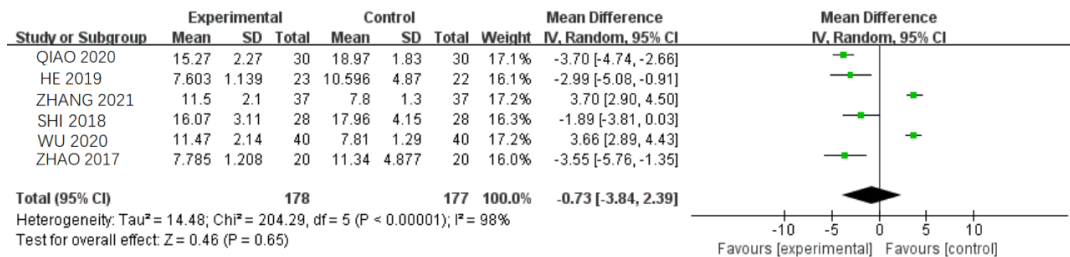 Experimental Control Mean Difference Mean Difference
Study or Subgroup Mean SD Total Mean SD Total Weight IV, Random, 95% CI IV, Random, 95% CI
QIAO 2020 15.27 2.27 30 18.97 1.83 30 17.1% -3.70 [-4.74, -2.66]
HE 2019 7.603 1.139 23 10.596 4.87 22 16.1% -2.99 [-5.08, -0.91]
ZHANG 2021 11.5 2.1 37 7.8 1.3 37 17.2% 3.70 [2.90, 4.50]
SHI 2018 16.07 3.11 28 17.96 4.15 28 16.3% -1.89 [-3.81, 0.03]
WU 2020 11.47 2.14 40 7.81 1.29 40 17.2% 3.66 [2.89, 4.43]
ZHAO 2017 7.785 1.208 20 11.34 4.877 20 16.0% -3.55 [-5.76, -1.35]
Total (95% CI) 178 177 100.0% -0.73 [-3.84, 2.39]
Heterogeneity: Tau² = 14.48; Chi² = 204.29, df = 5 (P < 0.00001); I² = 98%
Test for overall effect: Z = 0.46 (P = 0.65)
-10 -5 0 5 10
Favours [experimental] Favours [control]